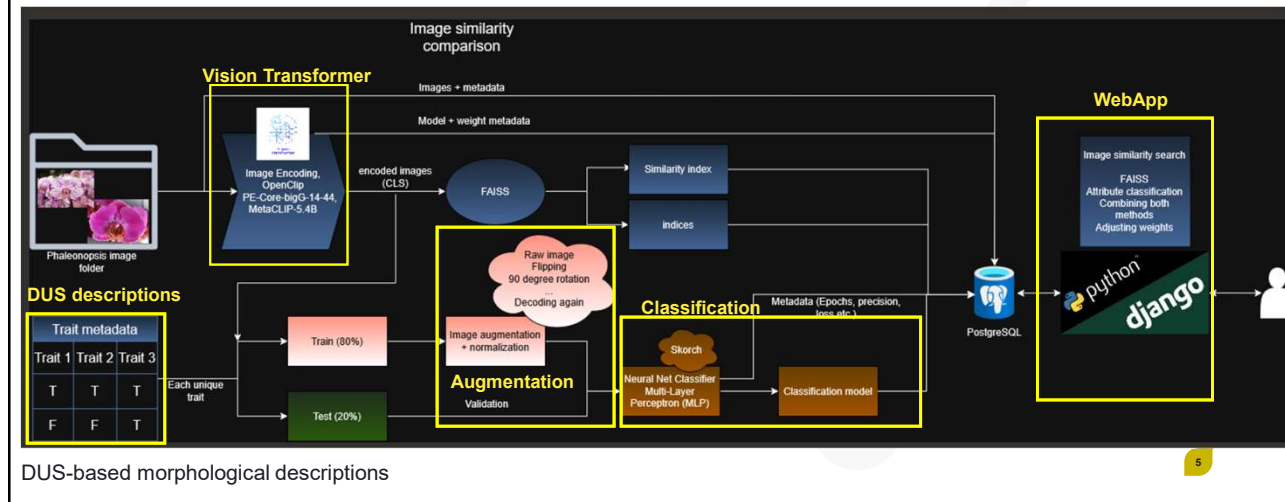 Image similarity
comparison
Vision Transformer
Images + metadata
WebApp
Model + weight metadata
Image Encoding,
OpenClip
PE-Core-bigG-14-44,
MetaCLIP-5.4B
encoded images
(CLS)
FAISS
Similarity index
indices
Image similarity search
FAISS
Attribute classification
Combining both
methods
Adjusting weights
Phaleonopsis image
folder
Raw image
Flipping
90 degree rotation
...
Decoding again
python
django
PostgreSQL
DUS descriptions
Trait metadata
Trait 1 Trait 2 Trait 3
T T T
F F T
Each unique
trait
Train (80%)
Image augmentation
+ normalization
Augmentation
Test (20%)
Validation
Classification
Metadata (Epochs, precision,
loss etc.)
Skorch
Neural Net Classifier
Multi-Layer
Perceptron (MLP)
Classification model
DUS-based morphological descriptions
5